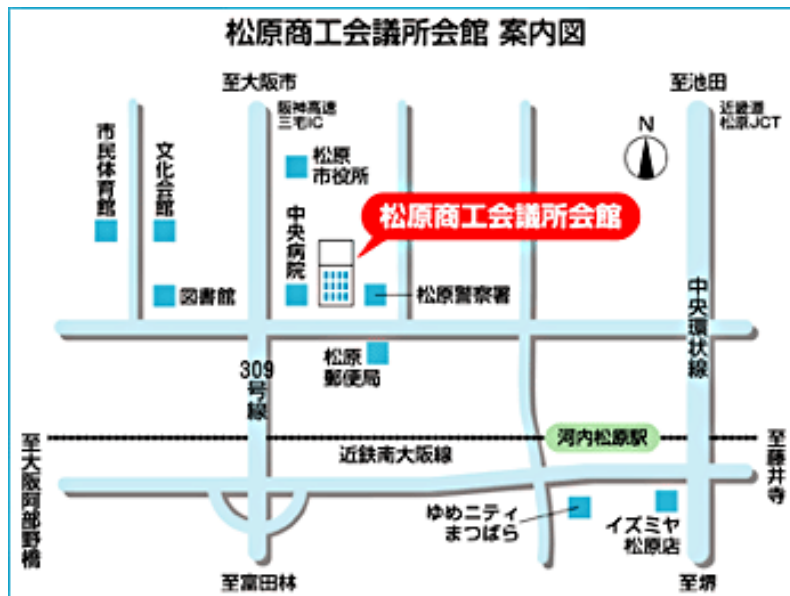 松原商工会議所会館 案内図
至大阪市
至池田
阪神高速
三宅IC
近畿道
松原JCT
N
市民体育館
文化会館
松原
市役所
松原商工会議所会館
中央病院
図書館
松原警察署
中央環状線
松原
郵便局
309
号線
河内松原駅
近鉄南大阪線
至大阪阿部野橋
至藤井寺
ゆめニティ
まつばら
イズミヤ
松原店
至富田林
至堺